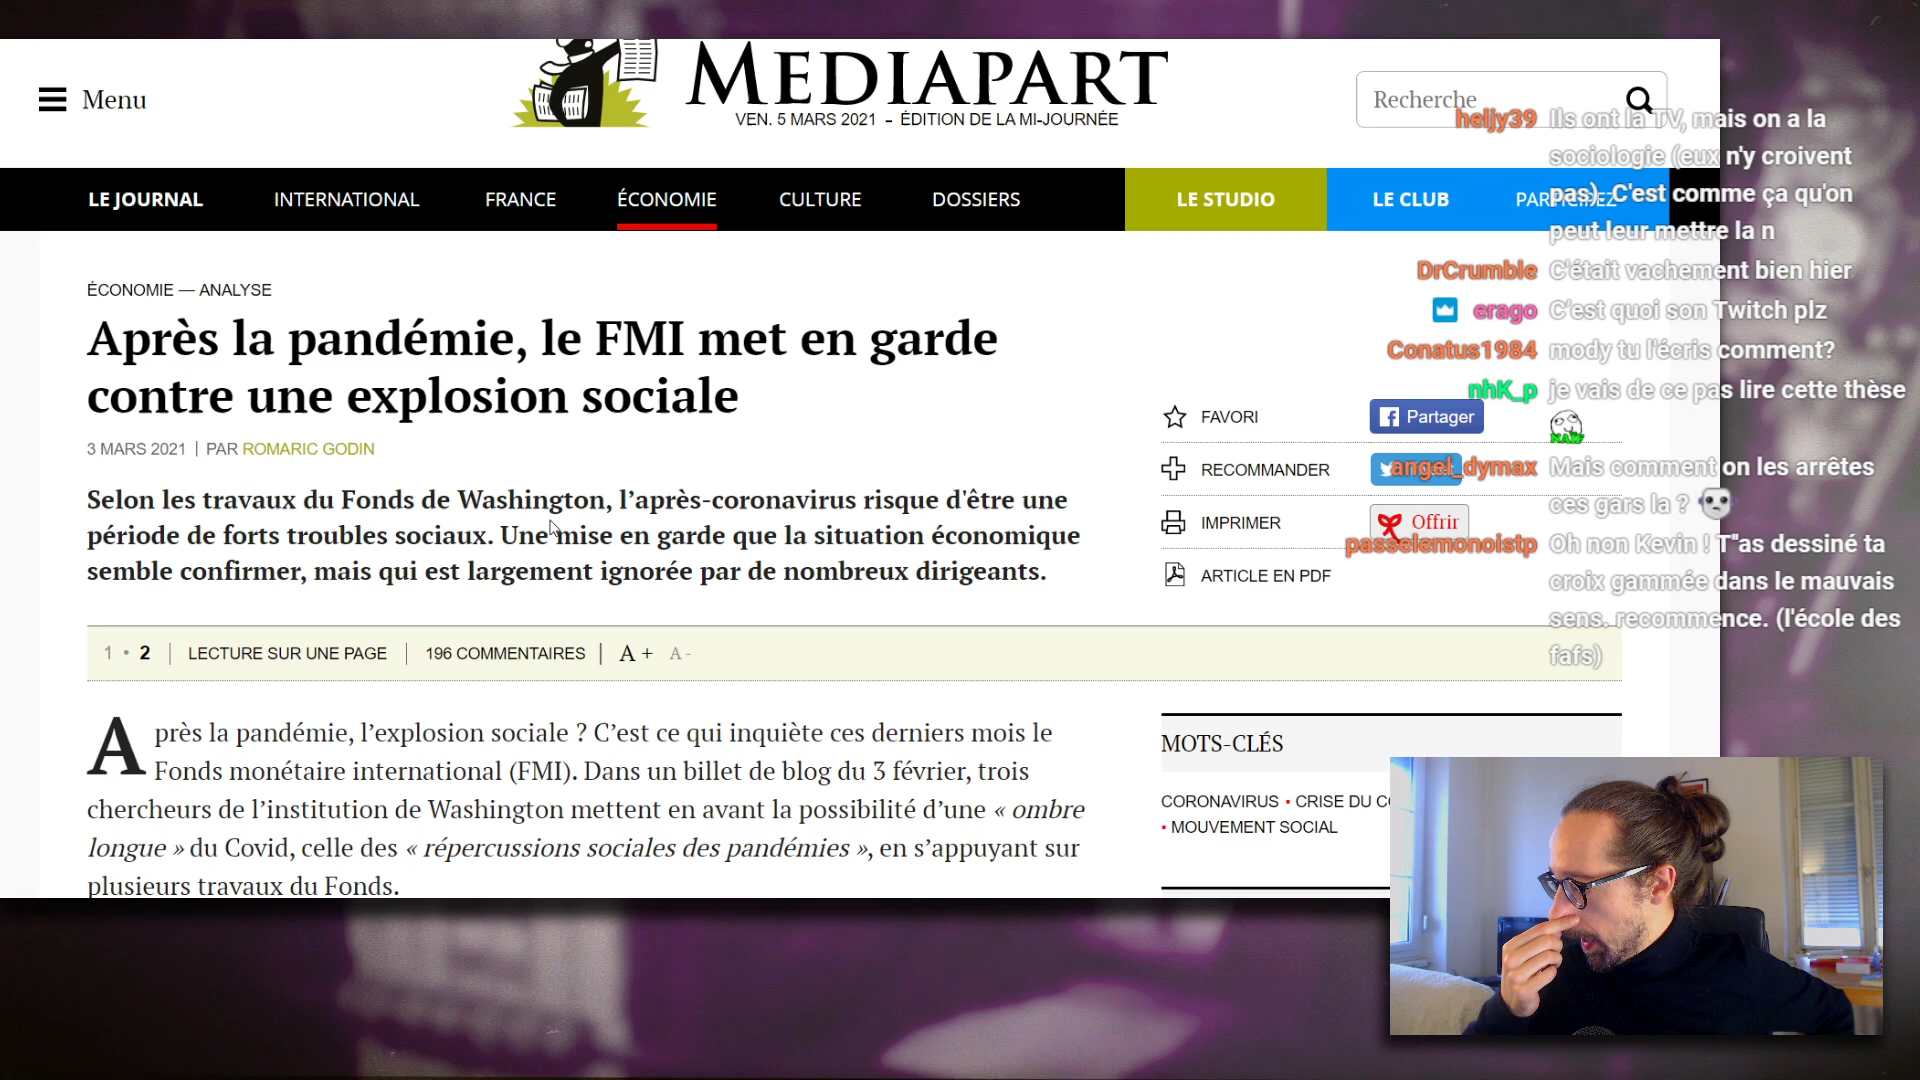 Menu
MEDIAPART
VEN. 5 MARS 2021 - ÉDITION DE LA MI-JOURNÉE
Recherche
LE JOURNAL
INTERNATIONAL
FRANCE
ÉCONOMIE
CULTURE
DOSSIERS
LE STUDIO
LE CLUB
PARTICIPEZ
ÉCONOMIE — ANALYSE
Après la pandémie, le FMI met en garde
contre une explosion sociale
3 MARS 2021 | PAR ROMARIC GODIN
Selon les travaux du Fonds de Washington, l’après-coronavirus risque d'être une
période de forts troubles sociaux. Une mise en garde que la situation économique
semble confirmer, mais qui est largement ignorée par de nombreux dirigeants.
FAVORI
Partager
RECOMMANDER
IMPRIMER
Offrir
ARTICLE EN PDF
1 • 2 | LECTURE SUR UNE PAGE | 196 COMMENTAIRES | A + A -
Après la pandémie, l’explosion sociale ? C’est ce qui inquiète ces derniers mois le
Fonds monétaire international (FMI). Dans un billet de blog du 3 février, trois
chercheurs de l’institution de Washington mettent en avant la possibilité d’une « ombre
longue » du Covid, celle des « répercussions sociales des pandémies », en s’appuyant sur
plusieurs travaux du Fonds.
MOTS-CLÉS
CORONAVIRUS • CRISE DU
• MOUVEMENT SOCIAL
heljy39 Ils ont la TV, mais on a la
sociologie (eux n'y croivent
pas). C'est comme ça qu'on
peut leur mettre la n
DrCrumble C'était vachement bien hier
erago C'est quoi son Twitch plz
Conatus1984 mody tu l'écris comment?
nhK_p je vais de ce pas lire cette thèse
angel_dymax Mais comment on les arrêtes
ces gars la ?
passelemonoistp Oh non Kevin ! T"as dessiné ta
croix gammée dans le mauvais
sens. recommence. (l'école des
fafs)